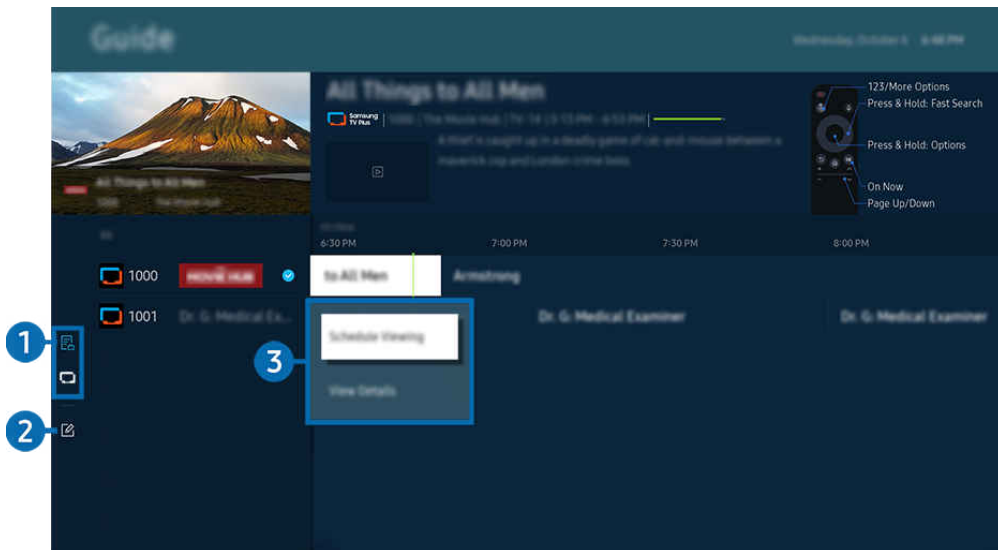 Guide
Wednesday, October 6 6:48 PM
All Things to All Men
Samsung TV Plus | 1000 | The Movie Hub | TV-14 | 5:13 PM - 6:53 PM
A thief is caught up in a deadly game of cat-and-mouse between a
maverick cop and London crime boss.
123/More Options
Press & Hold: Fast Search
Press & Hold: Options
On Now
Page Up/Down
All Things to All Men
1000 The Movie Hub
6:30 PM 7:00 PM 7:30 PM 8:00 PM
1000 MOVIE HUB to All Men Armstrong
1001 Dr. G: Medical Ex... Dr. G: Medical Examiner Dr. G: Medical Examiner
1
2
3
Schedule Viewing
View Details